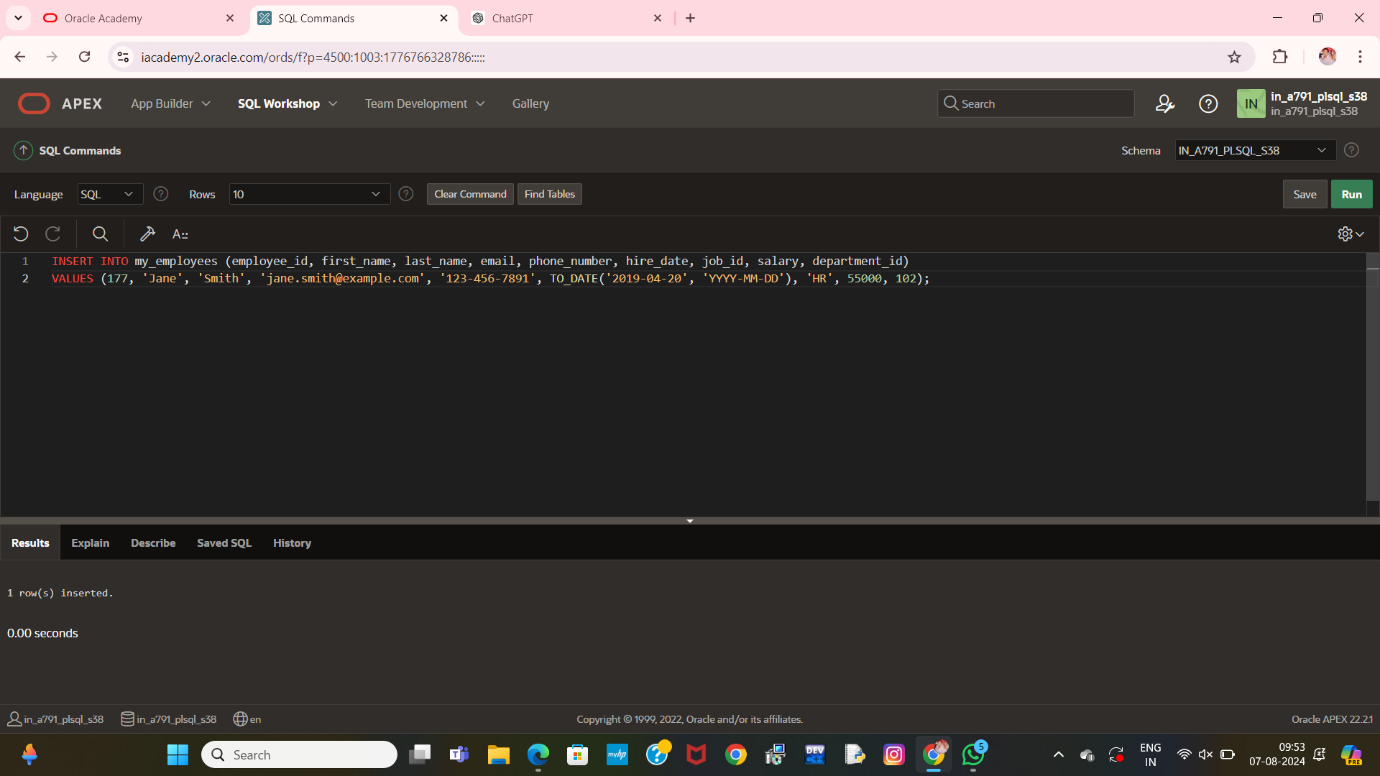 Oracle Academy
SQL Commands
ChatGPT
iacademy2.oracle.com/ords/f?p=4500:1003:1776766328786:::::
APEX
App Builder
SQL Workshop
Team Development
Gallery
Search
IN
in_a791_plsql_s38
in_a791_plsql_s38
SQL Commands
Schema
IN_A791_PLSQL_S38
Language
SQL
Rows
10
Clear Command
Find Tables
Save
Run
1 INSERT INTO my_employees (employee_id, first_name, last_name, email, phone_number, hire_date, job_id, salary, department_id)
2 VALUES (177, 'Jane', 'Smith', 'jane.smith@example.com', '123-456-7891', TO_DATE('2019-04-20', 'YYYY-MM-DD'), 'HR', 55000, 102);
Results
Explain
Describe
Saved SQL
History
1 row(s) inserted.
0.00 seconds
in_a791_plsql_s38
in_a791_plsql_s38
en
Copyright © 1999, 2022, Oracle and/or its affiliates.
Oracle APEX 22.2.1
Search
myhp
DEV
5
ENG
IN
09:53
07-08-2024
PRE